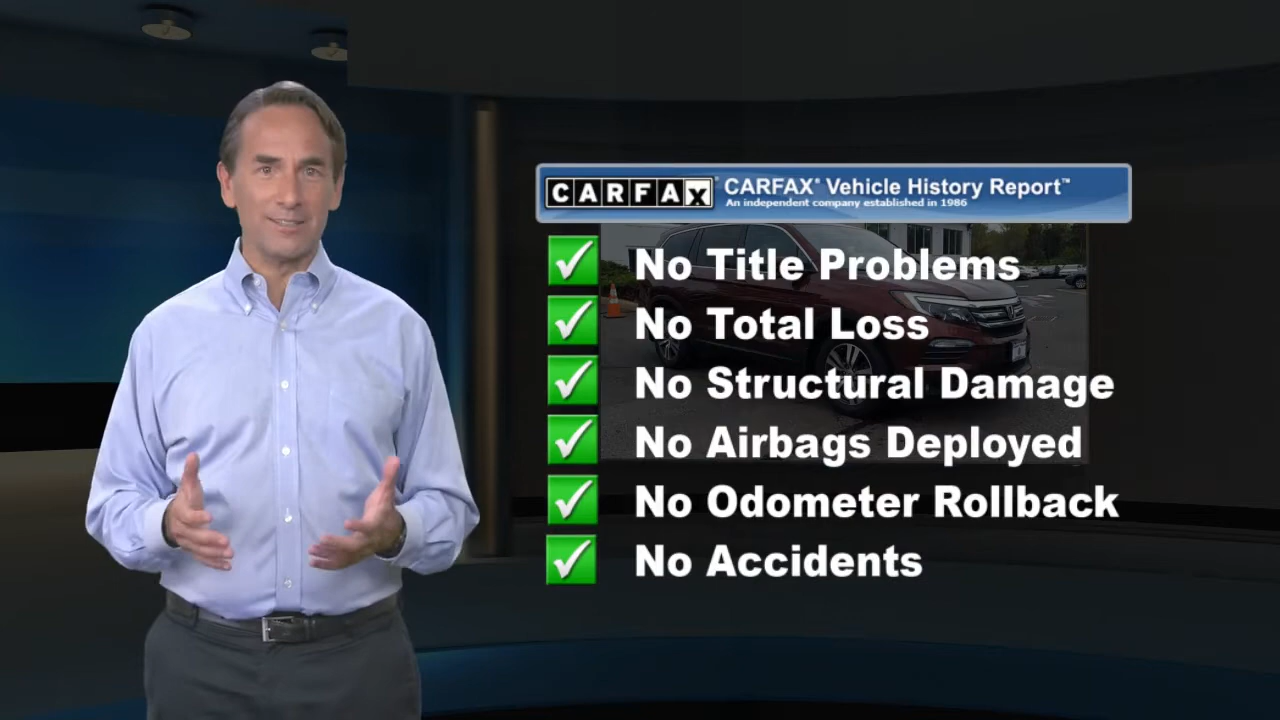 CARFAX® CARFAX® Vehicle History Report™
An independent company established in 1986
No Title Problems
No Total Loss
No Structural Damage
No Airbags Deployed
No Odometer Rollback
No Accidents